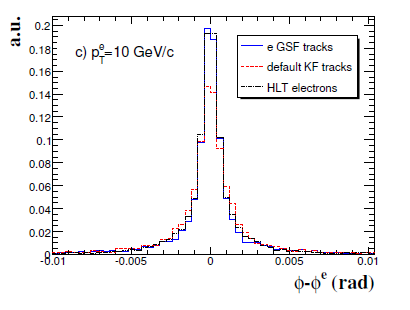 a.u.
0.2
0.18
0.16
0.14
0.12
0.1
0.08
0.06
0.04
0.02
0
c) p_T^e=10 GeV/c
e GSF tracks
default KF tracks
HLT electrons
-0.01
-0.005
0
0.005
0.01
ϕ-ϕ^e (rad)